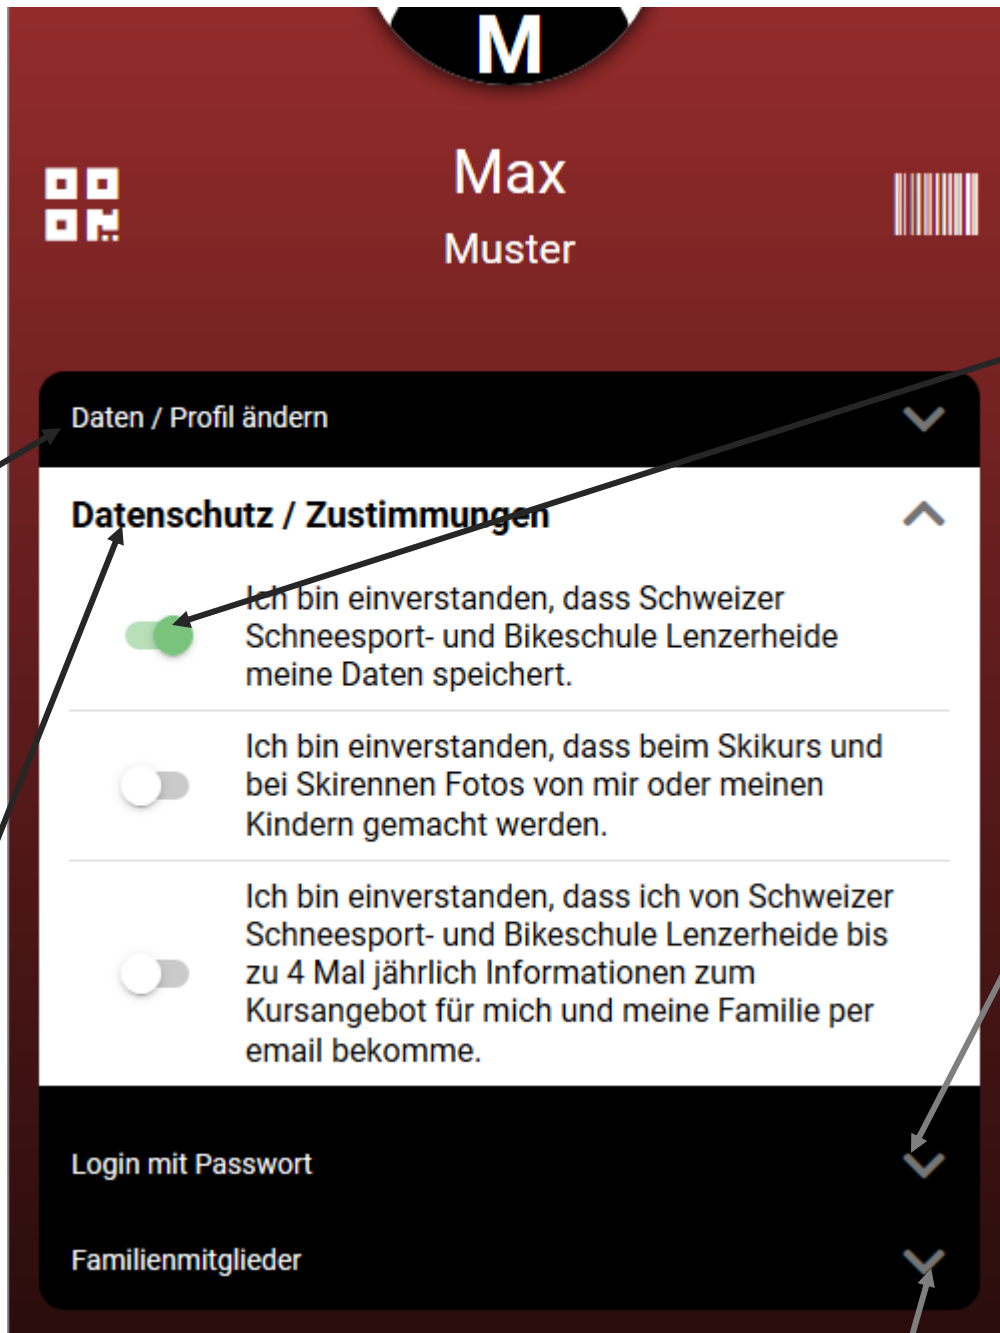 M
Max
Muster
Daten / Profil ändern
Datenschutz / Zustimmungen
Ich bin einverstanden, dass Schweizer
Schneesport- und Bikeschule Lenzerheide
meine Daten speichert.
Ich bin einverstanden, dass beim Skikurs und
bei Skirennen Fotos von mir oder meinen
Kindern gemacht werden.
Ich bin einverstanden, dass ich von Schweizer
Schneesport- und Bikeschule Lenzerheide bis
zu 4 Mal jährlich Informationen zum
Kursangebot für mich und meine Familie per
email bekomme.
Login mit Passwort
Familienmitglieder